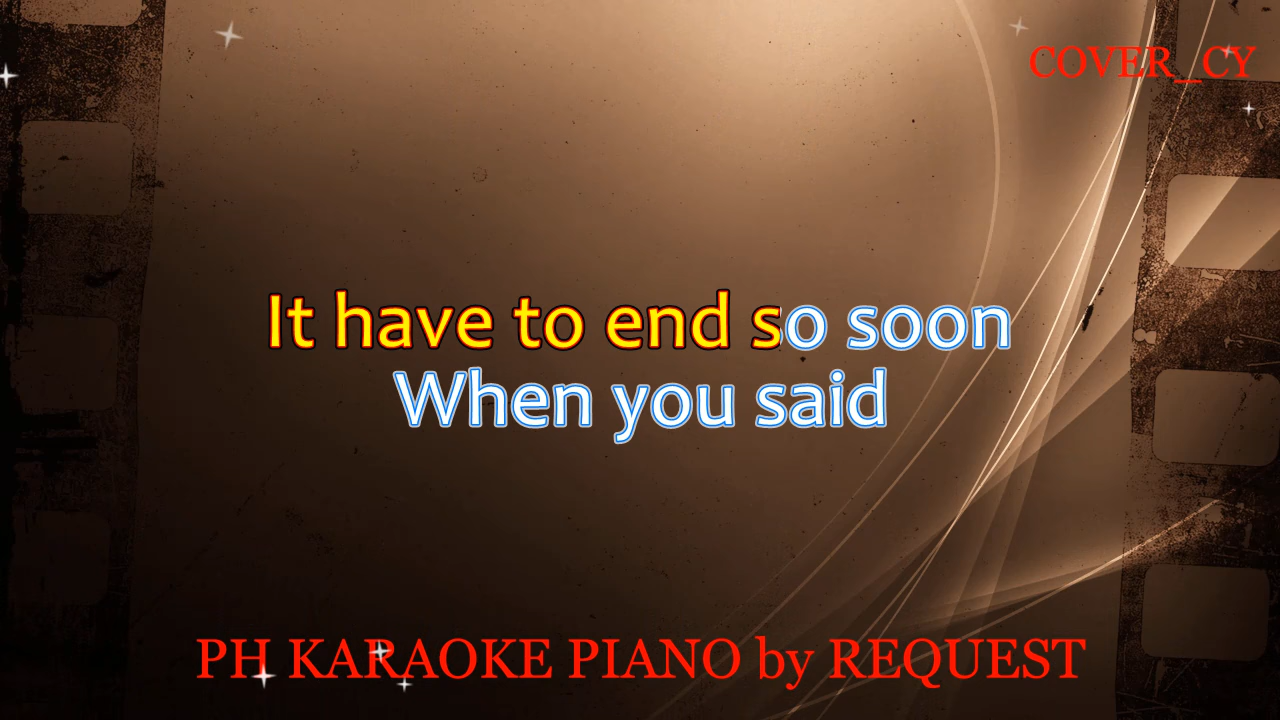 COVER_CY
It have to end so soon
When you said
PH KARAOKE PIANO by REQUEST